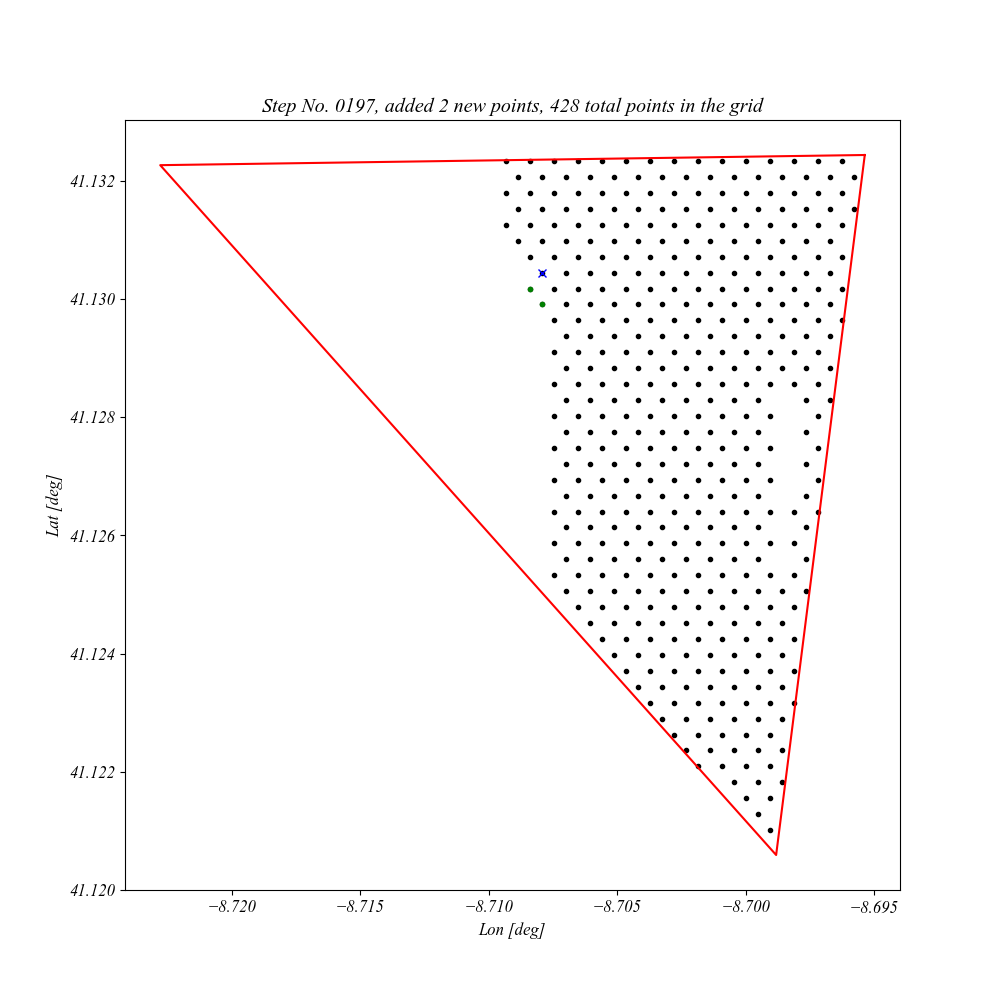 Step No. 0197, added 2 new points, 428 total points in the grid
41.132
41.130
41.128
41.126
41.124
41.122
41.120
Lat [deg]
−8.720 −8.715 −8.710 −8.705 −8.700 −8.695
Lon [deg]